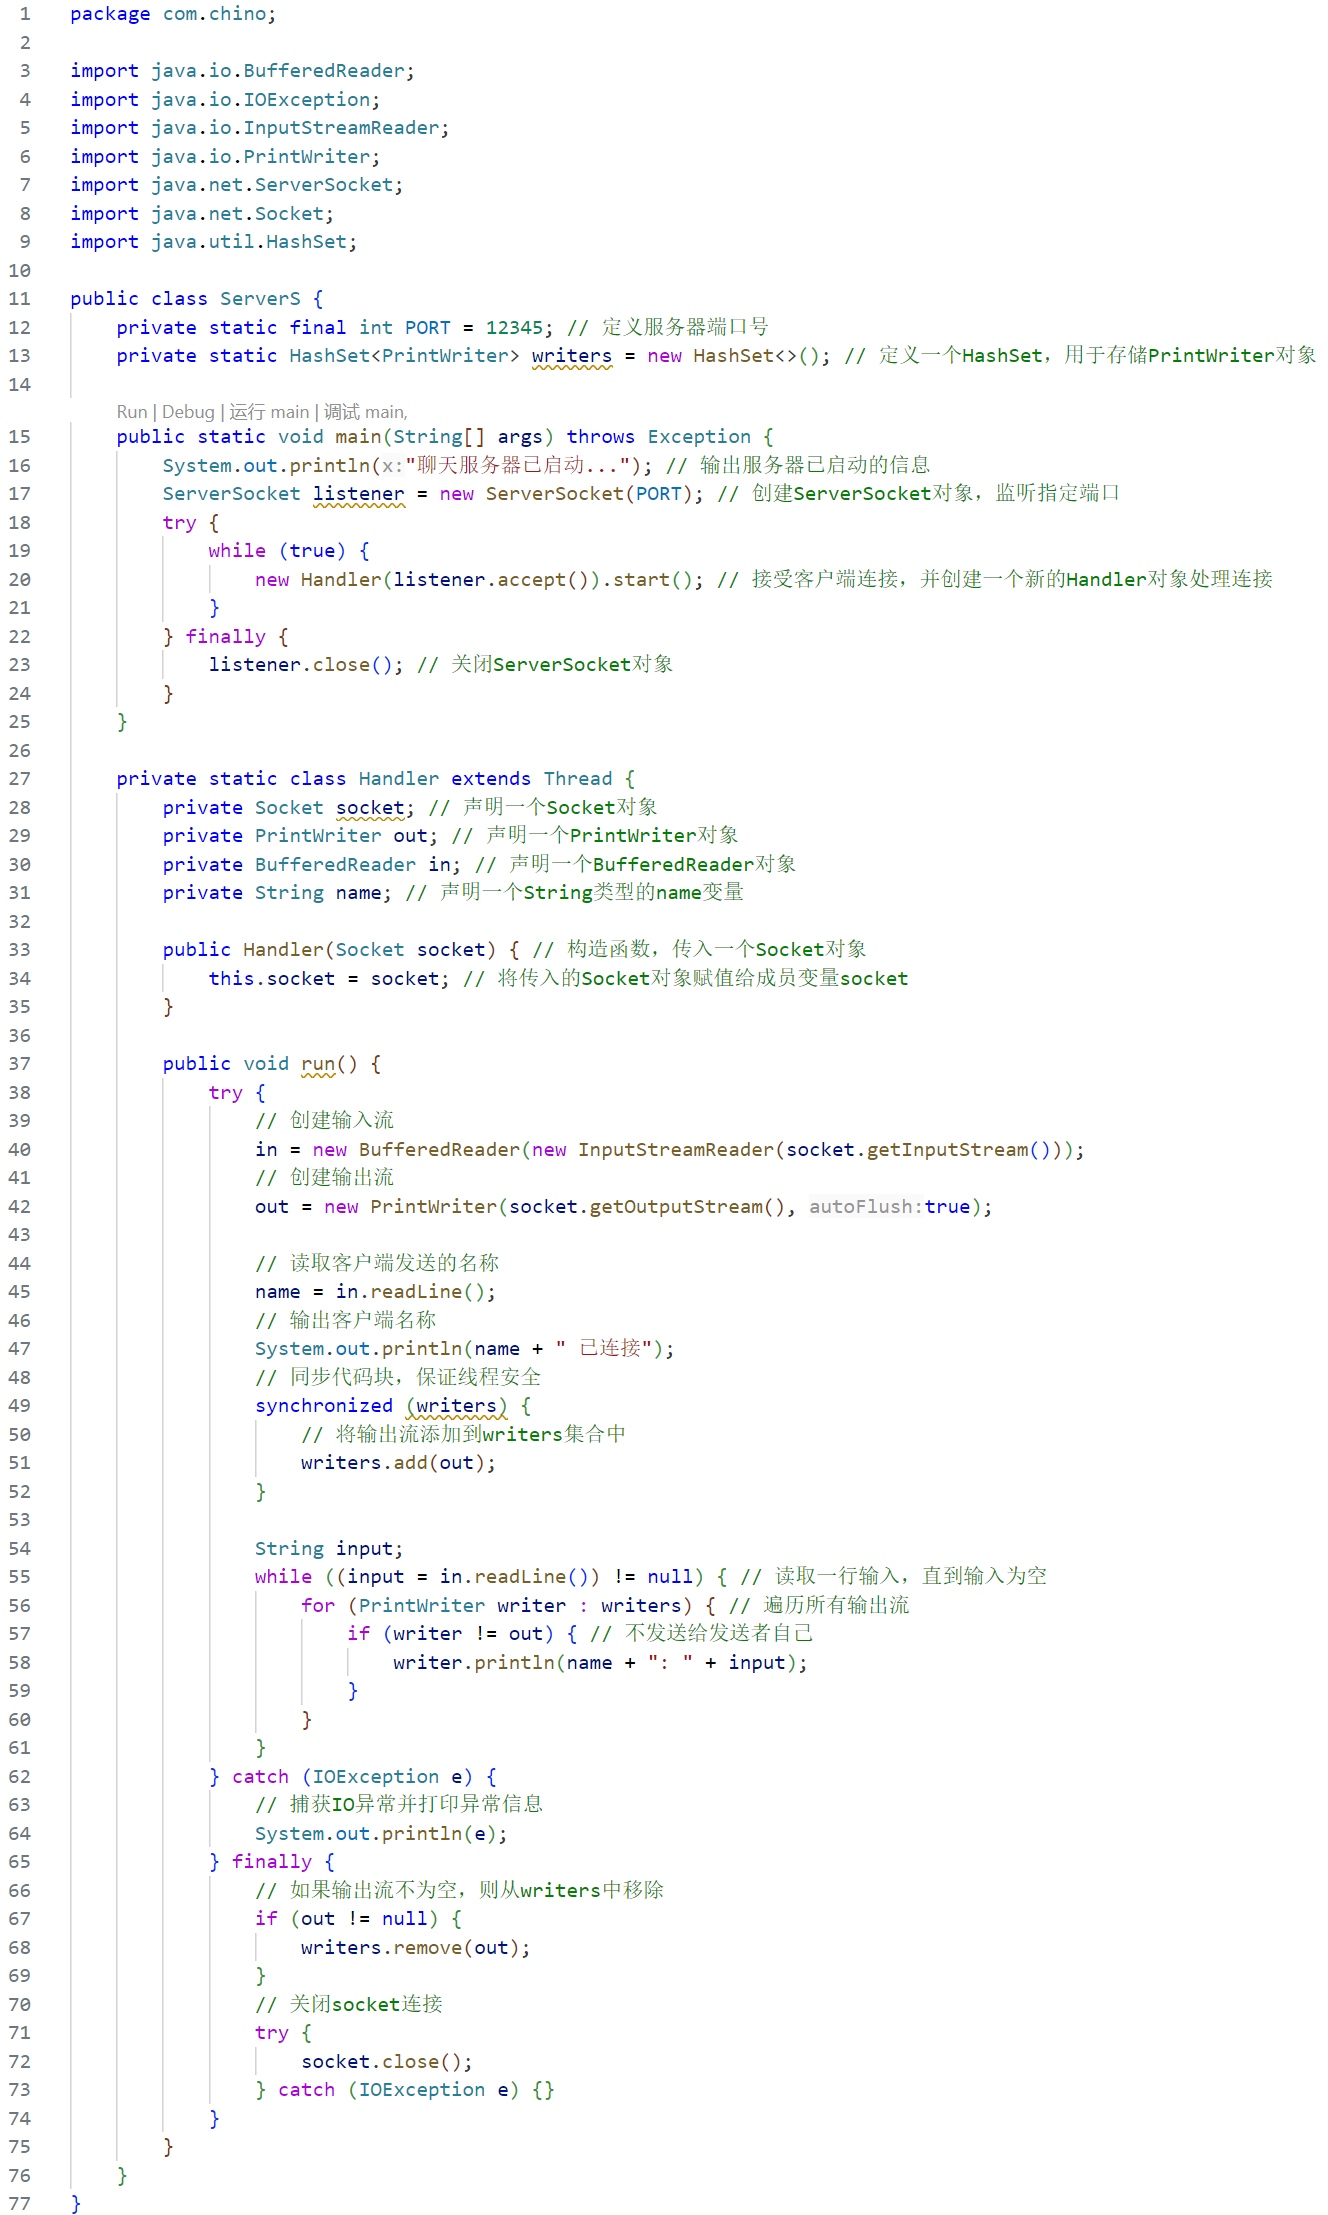 1 package com.chino;
2
3 import java.io.BufferedReader;
4 import java.io.IOException;
5 import java.io.InputStreamReader;
6 import java.io.PrintWriter;
7 import java.net.ServerSocket;
8 import java.net.Socket;
9 import java.util.HashSet;
10
11 public class ServerS {
12     private static final int PORT = 12345; // 定义服务器端口号
13     private static HashSet<PrintWriter> writers = new HashSet<>(); // 定义一个HashSet，用于存储PrintWriter对象
14
Run | Debug | 运行 main | 调试 main,
15     public static void main(String[] args) throws Exception {
16         System.out.println(x:"聊天服务器已启动..."); // 输出服务器已启动的信息
17         ServerSocket listener = new ServerSocket(PORT); // 创建ServerSocket对象，监听指定端口
18         try {
19             while (true) {
20                 new Handler(listener.accept()).start(); // 接受客户端连接，并创建一个新的Handler对象处理连接
21             }
22         } finally {
23             listener.close(); // 关闭ServerSocket对象
24         }
25     }
26
27     private static class Handler extends Thread {
28         private Socket socket; // 声明一个Socket对象
29         private PrintWriter out; // 声明一个PrintWriter对象
30         private BufferedReader in; // 声明一个BufferedReader对象
31         private String name; // 声明一个String类型的name变量
32
33         public Handler(Socket socket) { // 构造函数，传入一个Socket对象
34             this.socket = socket; // 将传入的Socket对象赋值给成员变量socket
35         }
36
37         public void run() {
38             try {
39                 // 创建输入流
40                 in = new BufferedReader(new InputStreamReader(socket.getInputStream()));
41                 // 创建输出流
42                 out = new PrintWriter(socket.getOutputStream(), autoFlush:true);
43
44                 // 读取客户端发送的名称
45                 name = in.readLine();
46                 // 输出客户端名称
47                 System.out.println(name + " 已连接");
48                 // 同步代码块，保证线程安全
49                 synchronized (writers) {
50                     // 将输出流添加到writers集合中
51                     writers.add(out);
52                 }
53
54                 String input;
55                 while ((input = in.readLine()) != null) { // 读取一行输入，直到输入为空
56                     for (PrintWriter writer : writers) { // 遍历所有输出流
57                         if (writer != out) { // 不发送给发送者自己
58                             writer.println(name + ": " + input);
59                         }
60                     }
61                 }
62             } catch (IOException e) {
63                 // 捕获IO异常并打印异常信息
64                 System.out.println(e);
65             } finally {
66                 // 如果输出流不为空，则从writers中移除
67                 if (out != null) {
68                     writers.remove(out);
69                 }
70                 // 关闭socket连接
71                 try {
72                     socket.close();
73                 } catch (IOException e) {}
74             }
75         }
76     }
77 }